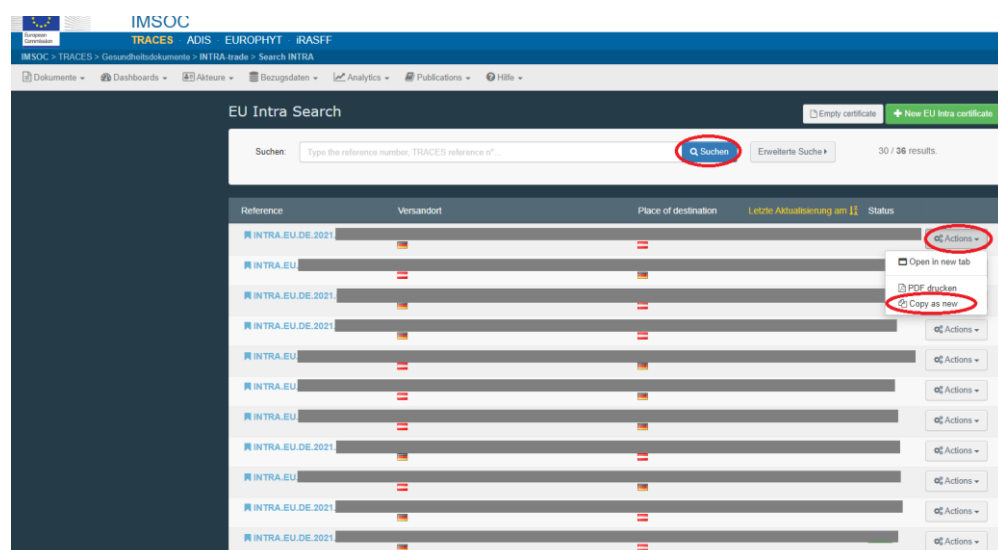 IMSOC
European
Commission
TRACES · ADIS · EUROPHYT · iRASFF
IMSOC > TRACES > Gesundheitsdokumente > INTRA-trade > Search INTRA
Dokumente Dashboards Akteure Bezugsdaten Analytics Publications Hilfe
EU Intra Search
Empty certificate
New EU Intra certificate
Suchen: Type the reference number, TRACES reference n°... Suchen Erweiterte Suche 30 / 36 results.
Reference Versandort Place of destination Letzte Aktualisierung am Status
INTRA.EU.DE.2021. Actions
Open in new tab
INTRA.EU.
PDF drucken
INTRA.EU.DE.2021.
Copy as new
INTRA.EU.DE.2021. Actions
INTRA.EU. Actions
INTRA.EU. Actions
INTRA.EU. Actions
INTRA.EU.DE.2021. Actions
INTRA.EU. Actions
INTRA.EU.DE.2021. Actions
INTRA.EU.DE.2021. Actions